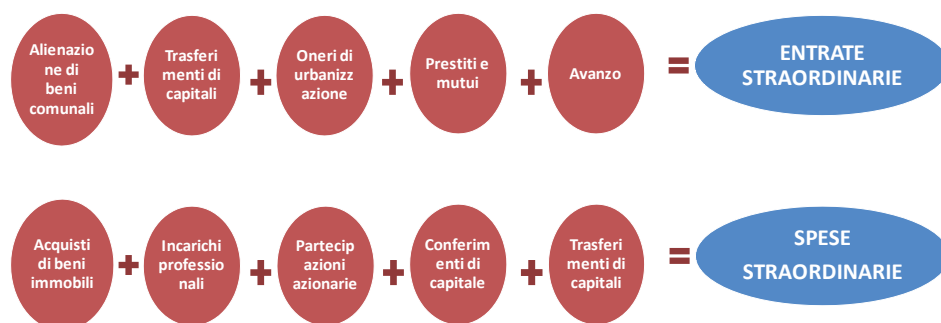 Alienazio
ne di
beni
comunali
+
Trasferi
menti di
capitali
+
Oneri di
urbanizz
azione
+
Prestiti e
mutui
+
Avanzo
=
ENTRATE
STRAORDINARIE
Acquisti
di beni
immobili
+
Incarichi
professio
nali
+
Partecip
azioni
azionarie
+
Conferim
enti di
capitale
+
Trasferi
menti di
capitali
=
SPESE
STRAORDINARIE